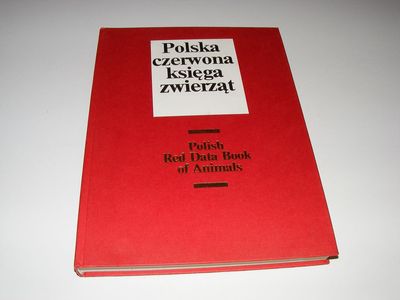 Polska
czerwona
księga
zwierząt
Polish
Red Data Book
of Animals